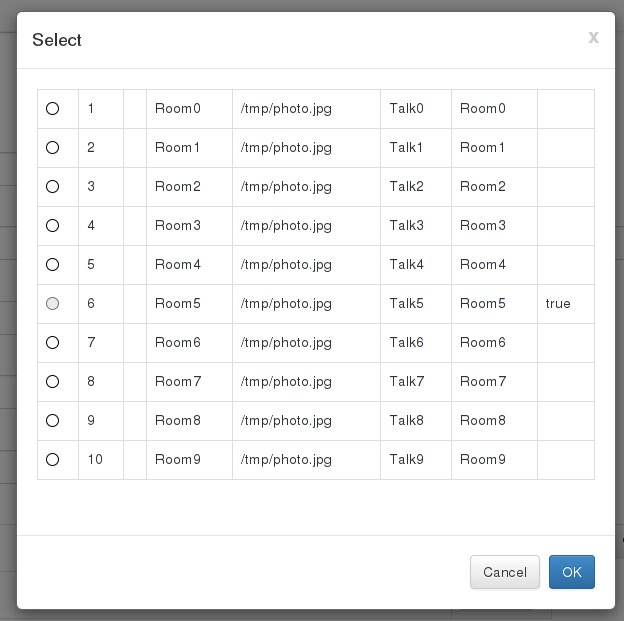 Select
x
1 Room0 /tmp/photo.jpg Talk0 Room0
2 Room1 /tmp/photo.jpg Talk1 Room1
3 Room2 /tmp/photo.jpg Talk2 Room2
4 Room3 /tmp/photo.jpg Talk3 Room3
5 Room4 /tmp/photo.jpg Talk4 Room4
6 Room5 /tmp/photo.jpg Talk5 Room5 true
7 Room6 /tmp/photo.jpg Talk6 Room6
8 Room7 /tmp/photo.jpg Talk7 Room7
9 Room8 /tmp/photo.jpg Talk8 Room8
10 Room9 /tmp/photo.jpg Talk9 Room9
Cancel OK